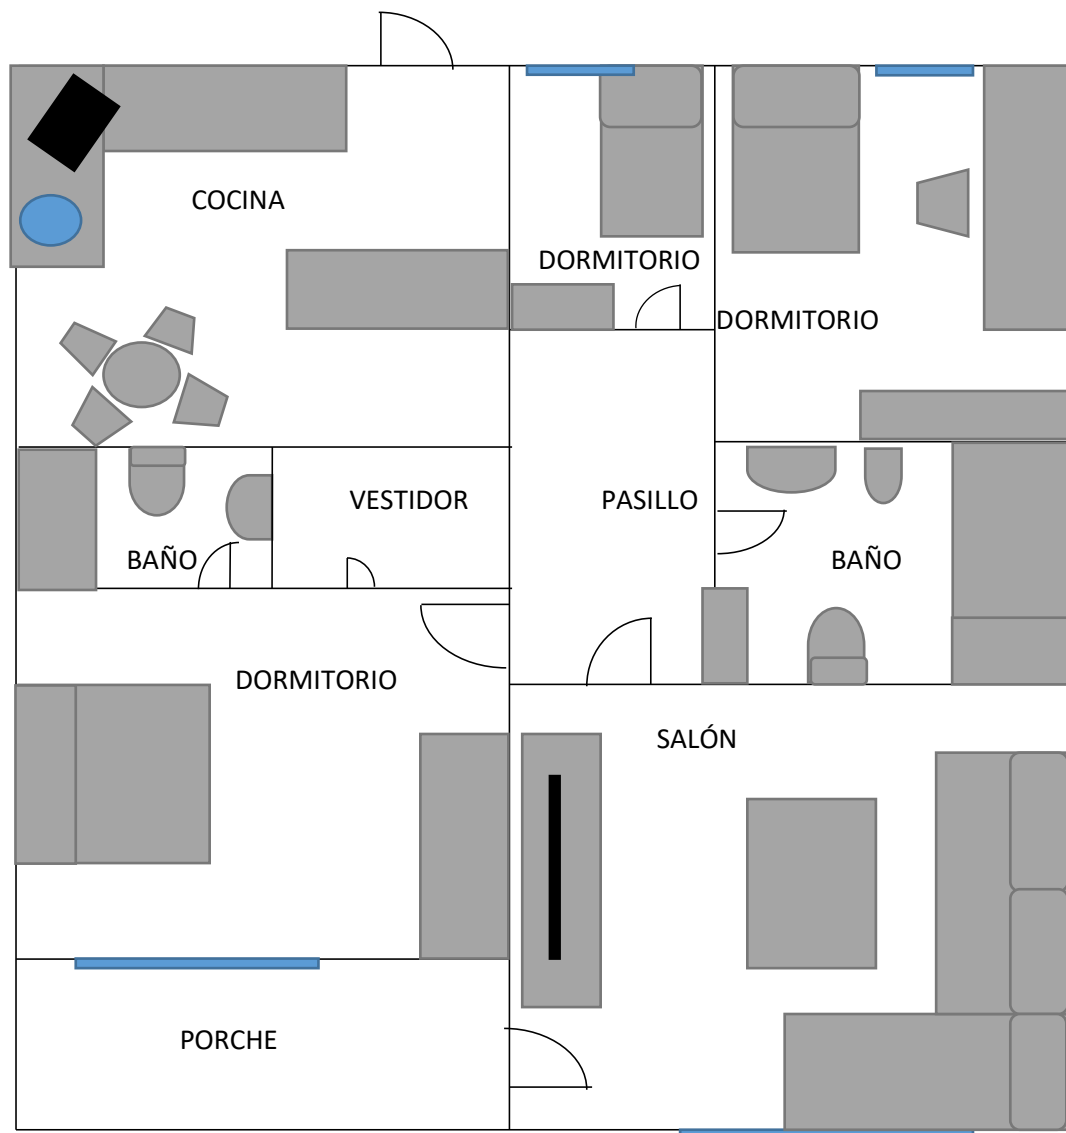 COCINA
DORMITORIO
DORMITORIO
VESTIDOR
PASILLO
BAÑO
BAÑO
DORMITORIO
SALÓN
PORCHE